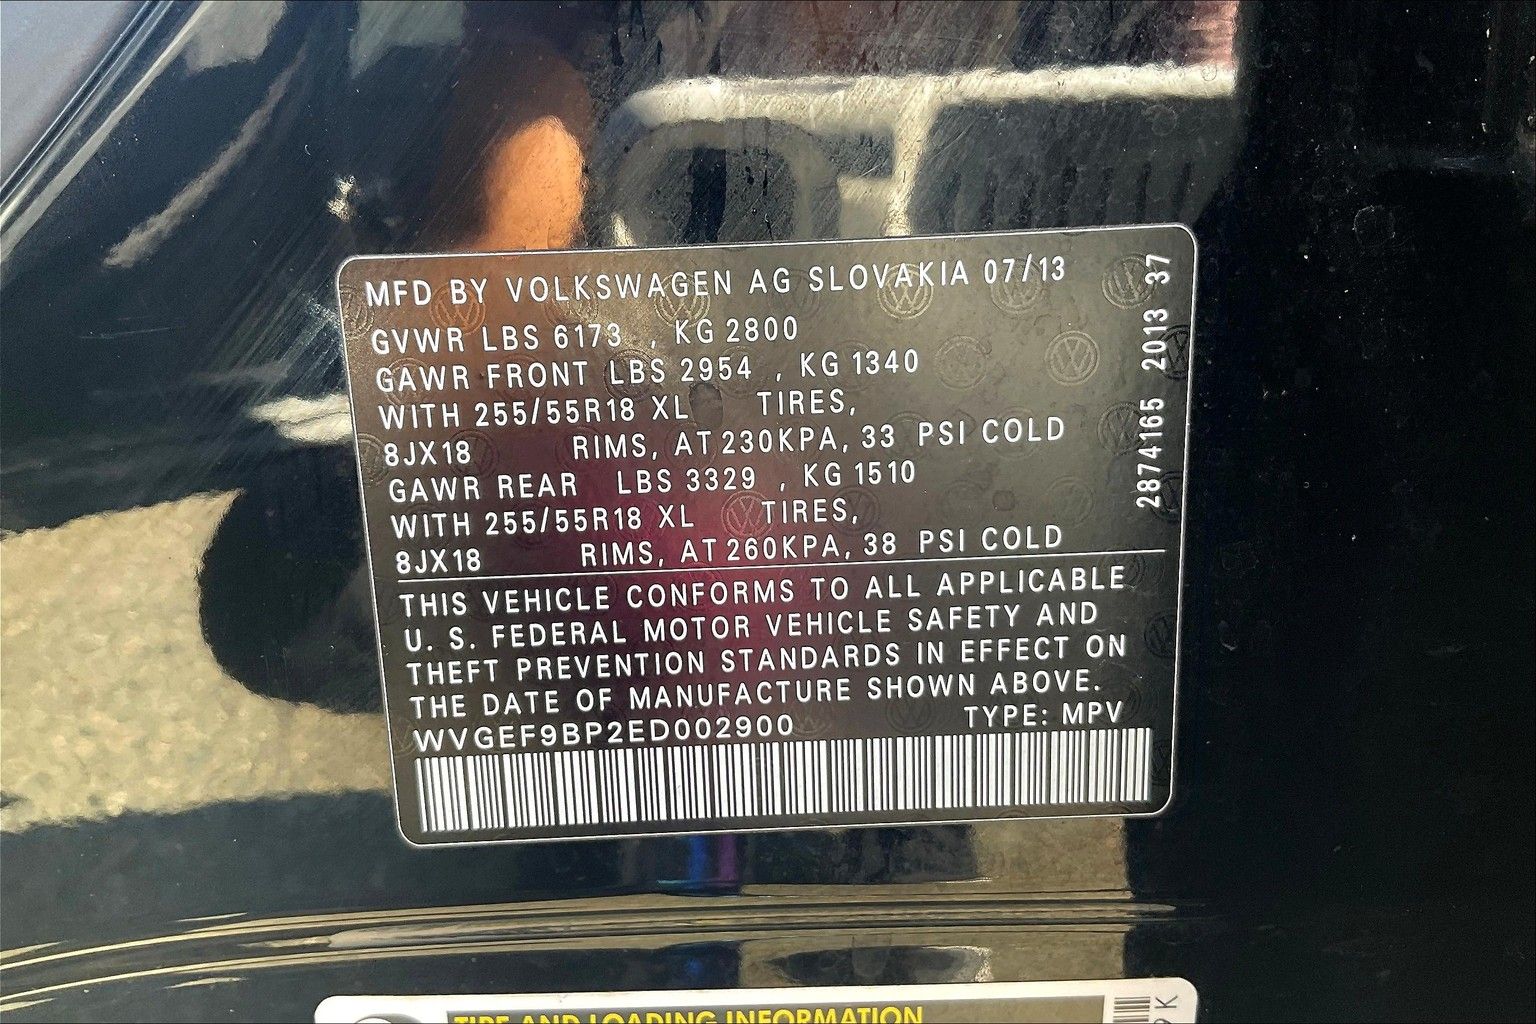 MFD BY VOLKSWAGEN AG SLOVAKIA 07/13
GVWR LBS 6173 , KG 2800
GAWR FRONT LBS 2954 , KG 1340
WITH 255/55R18 XL TIRES,
8JX18 RIMS, AT 230KPA, 33 PSI COLD
GAWR REAR LBS 3329 , KG 1510
WITH 255/55R18 XL TIRES,
8JX18 RIMS, AT 260KPA, 38 PSI COLD
THIS VEHICLE CONFORMS TO ALL APPLICABLE
U. S. FEDERAL MOTOR VEHICLE SAFETY AND
THEFT PREVENTION STANDARDS IN EFFECT ON
THE DATE OF MANUFACTURE SHOWN ABOVE.
WVGEF9BP2ED002900 TYPE: MPV
2874165 2013 37
TIRE AND LOADING INFORMATION